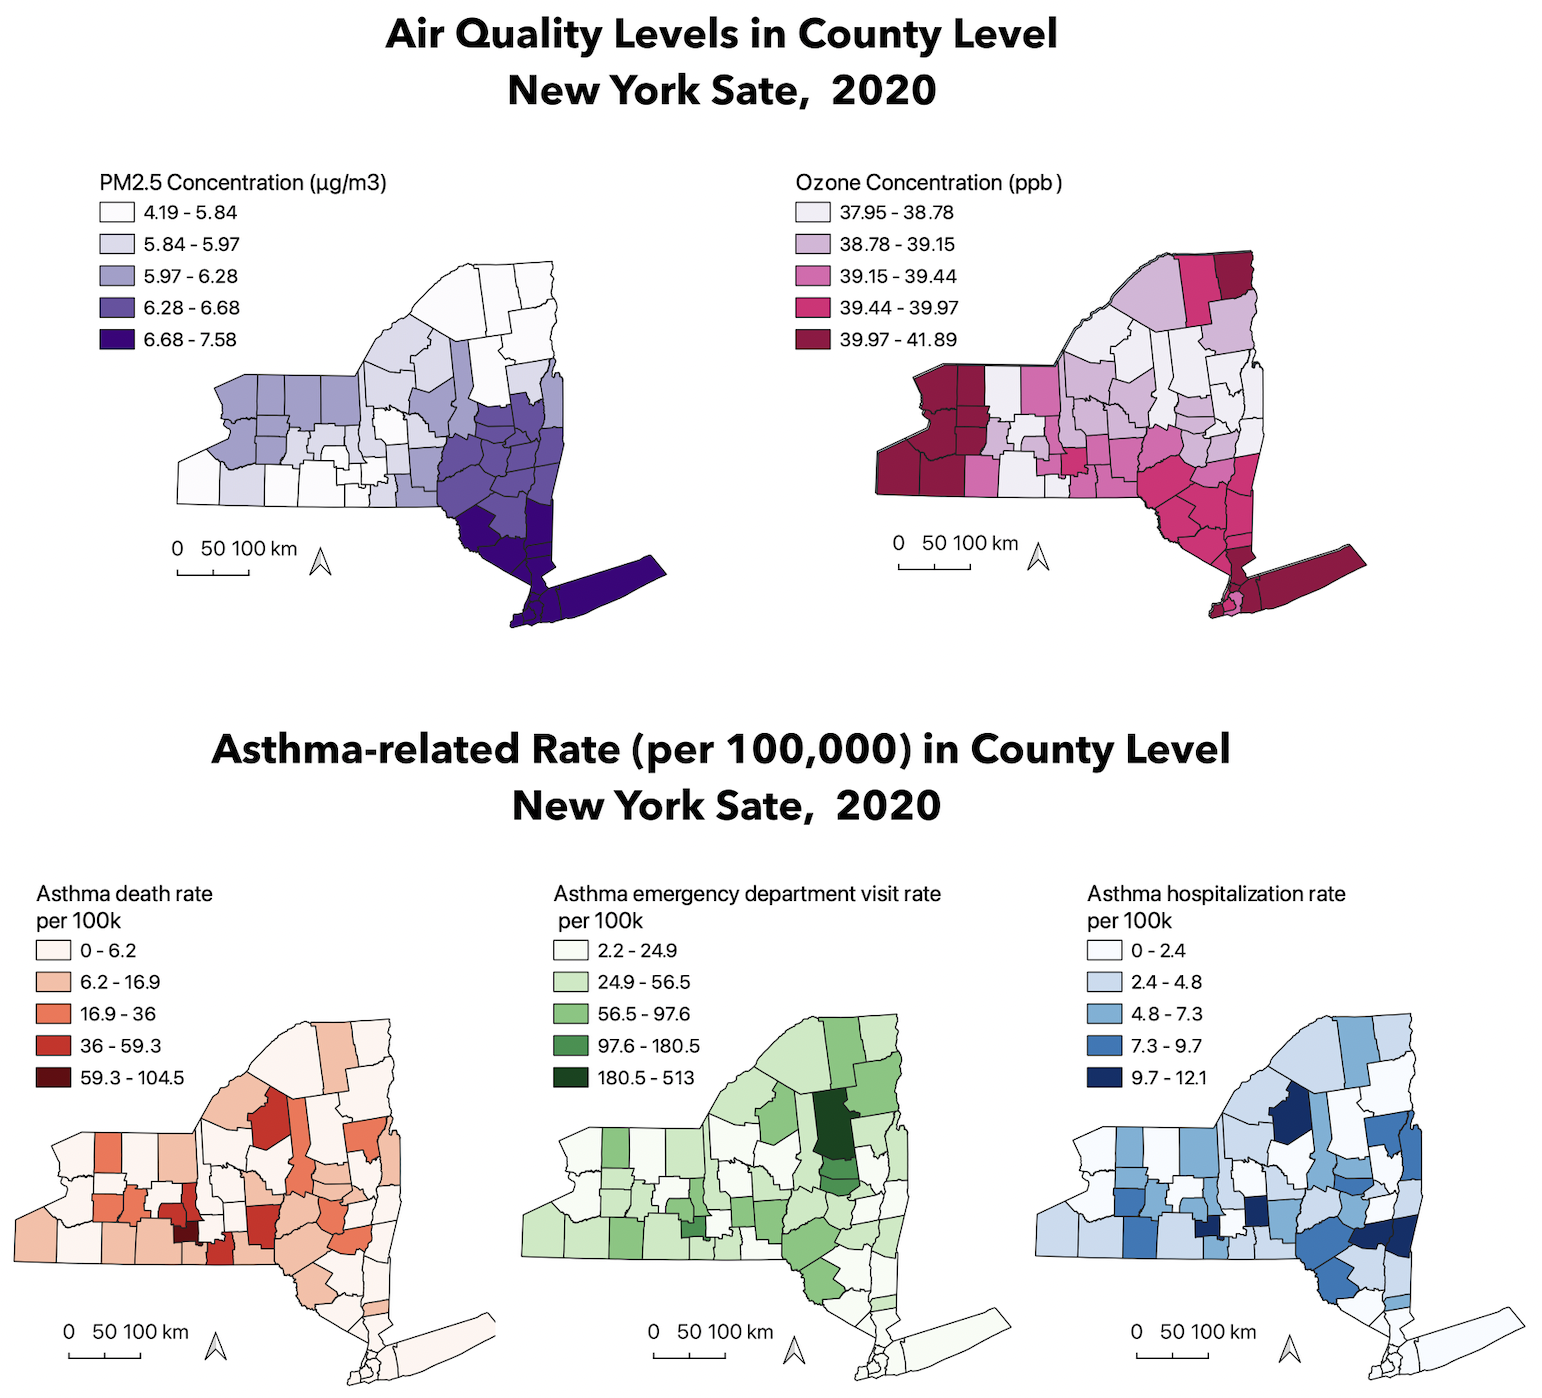 Air Quality Levels in County Level
New York Sate,  2020
PM2.5 Concentration (µg/m3)
4.19 - 5.84
5.84 - 5.97
5.97 - 6.28
6.28 - 6.68
6.68 - 7.58
0 50 100 km
Ozone Concentration (ppb)
37.95 - 38.78
38.78 - 39.15
39.15 - 39.44
39.44 - 39.97
39.97 - 41.89
0 50 100 km
Asthma-related Rate (per 100,000) in County Level
New York Sate,  2020
Asthma death rate
per 100k
0 - 6.2
6.2 - 16.9
16.9 - 36
36 - 59.3
59.3 - 104.5
0 50 100 km
Asthma emergency department visit rate
per 100k
2.2 - 24.9
24.9 - 56.5
56.5 - 97.6
97.6 - 180.5
180.5 - 513
0 50 100 km
Asthma hospitalization rate
per 100k
0 - 2.4
2.4 - 4.8
4.8 - 7.3
7.3 - 9.7
9.7 - 12.1
0 50 100 km